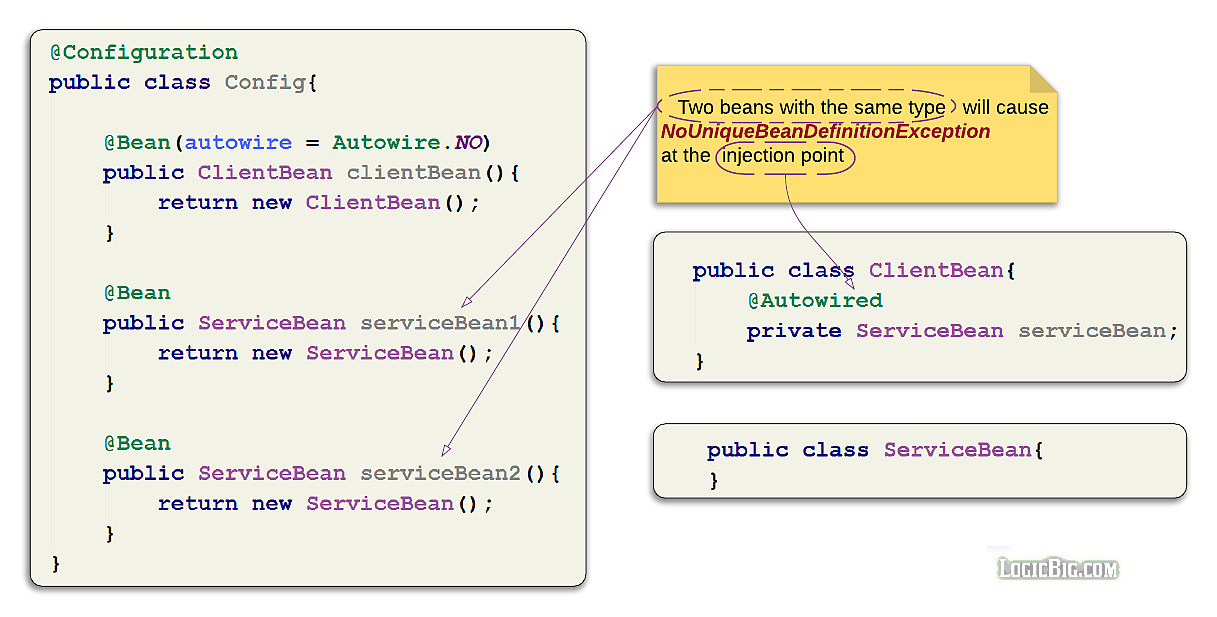 @Configuration
public class Config{
@Bean(autowire = Autowire.NO)
public ClientBean clientBean(){
return new ClientBean();
}
@Bean
public ServiceBean serviceBean1(){
return new ServiceBean();
}
@Bean
public ServiceBean serviceBean2(){
return new ServiceBean();
}
}
Two beans with the same type will cause
NoUniqueBeanDefinitionException
at the injection point
public class ClientBean{
@Autowired
private ServiceBean serviceBean;
}
public class ServiceBean{
}
LogicBig.com